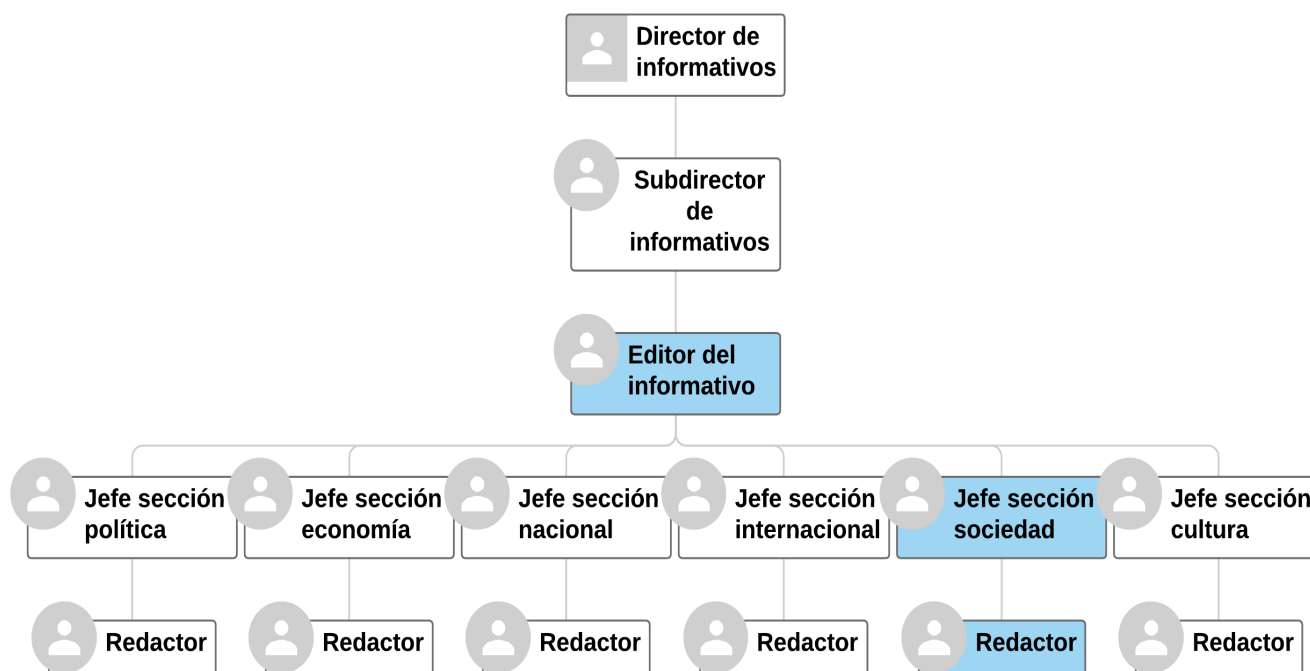 Director de
informativos
Subdirector
de
informativos
Editor del
informativo
Jefe sección
política
Jefe sección
economía
Jefe sección
nacional
Jefe sección
internacional
Jefe sección
sociedad
Jefe sección
cultura
Redactor
Redactor
Redactor
Redactor
Redactor
Redactor